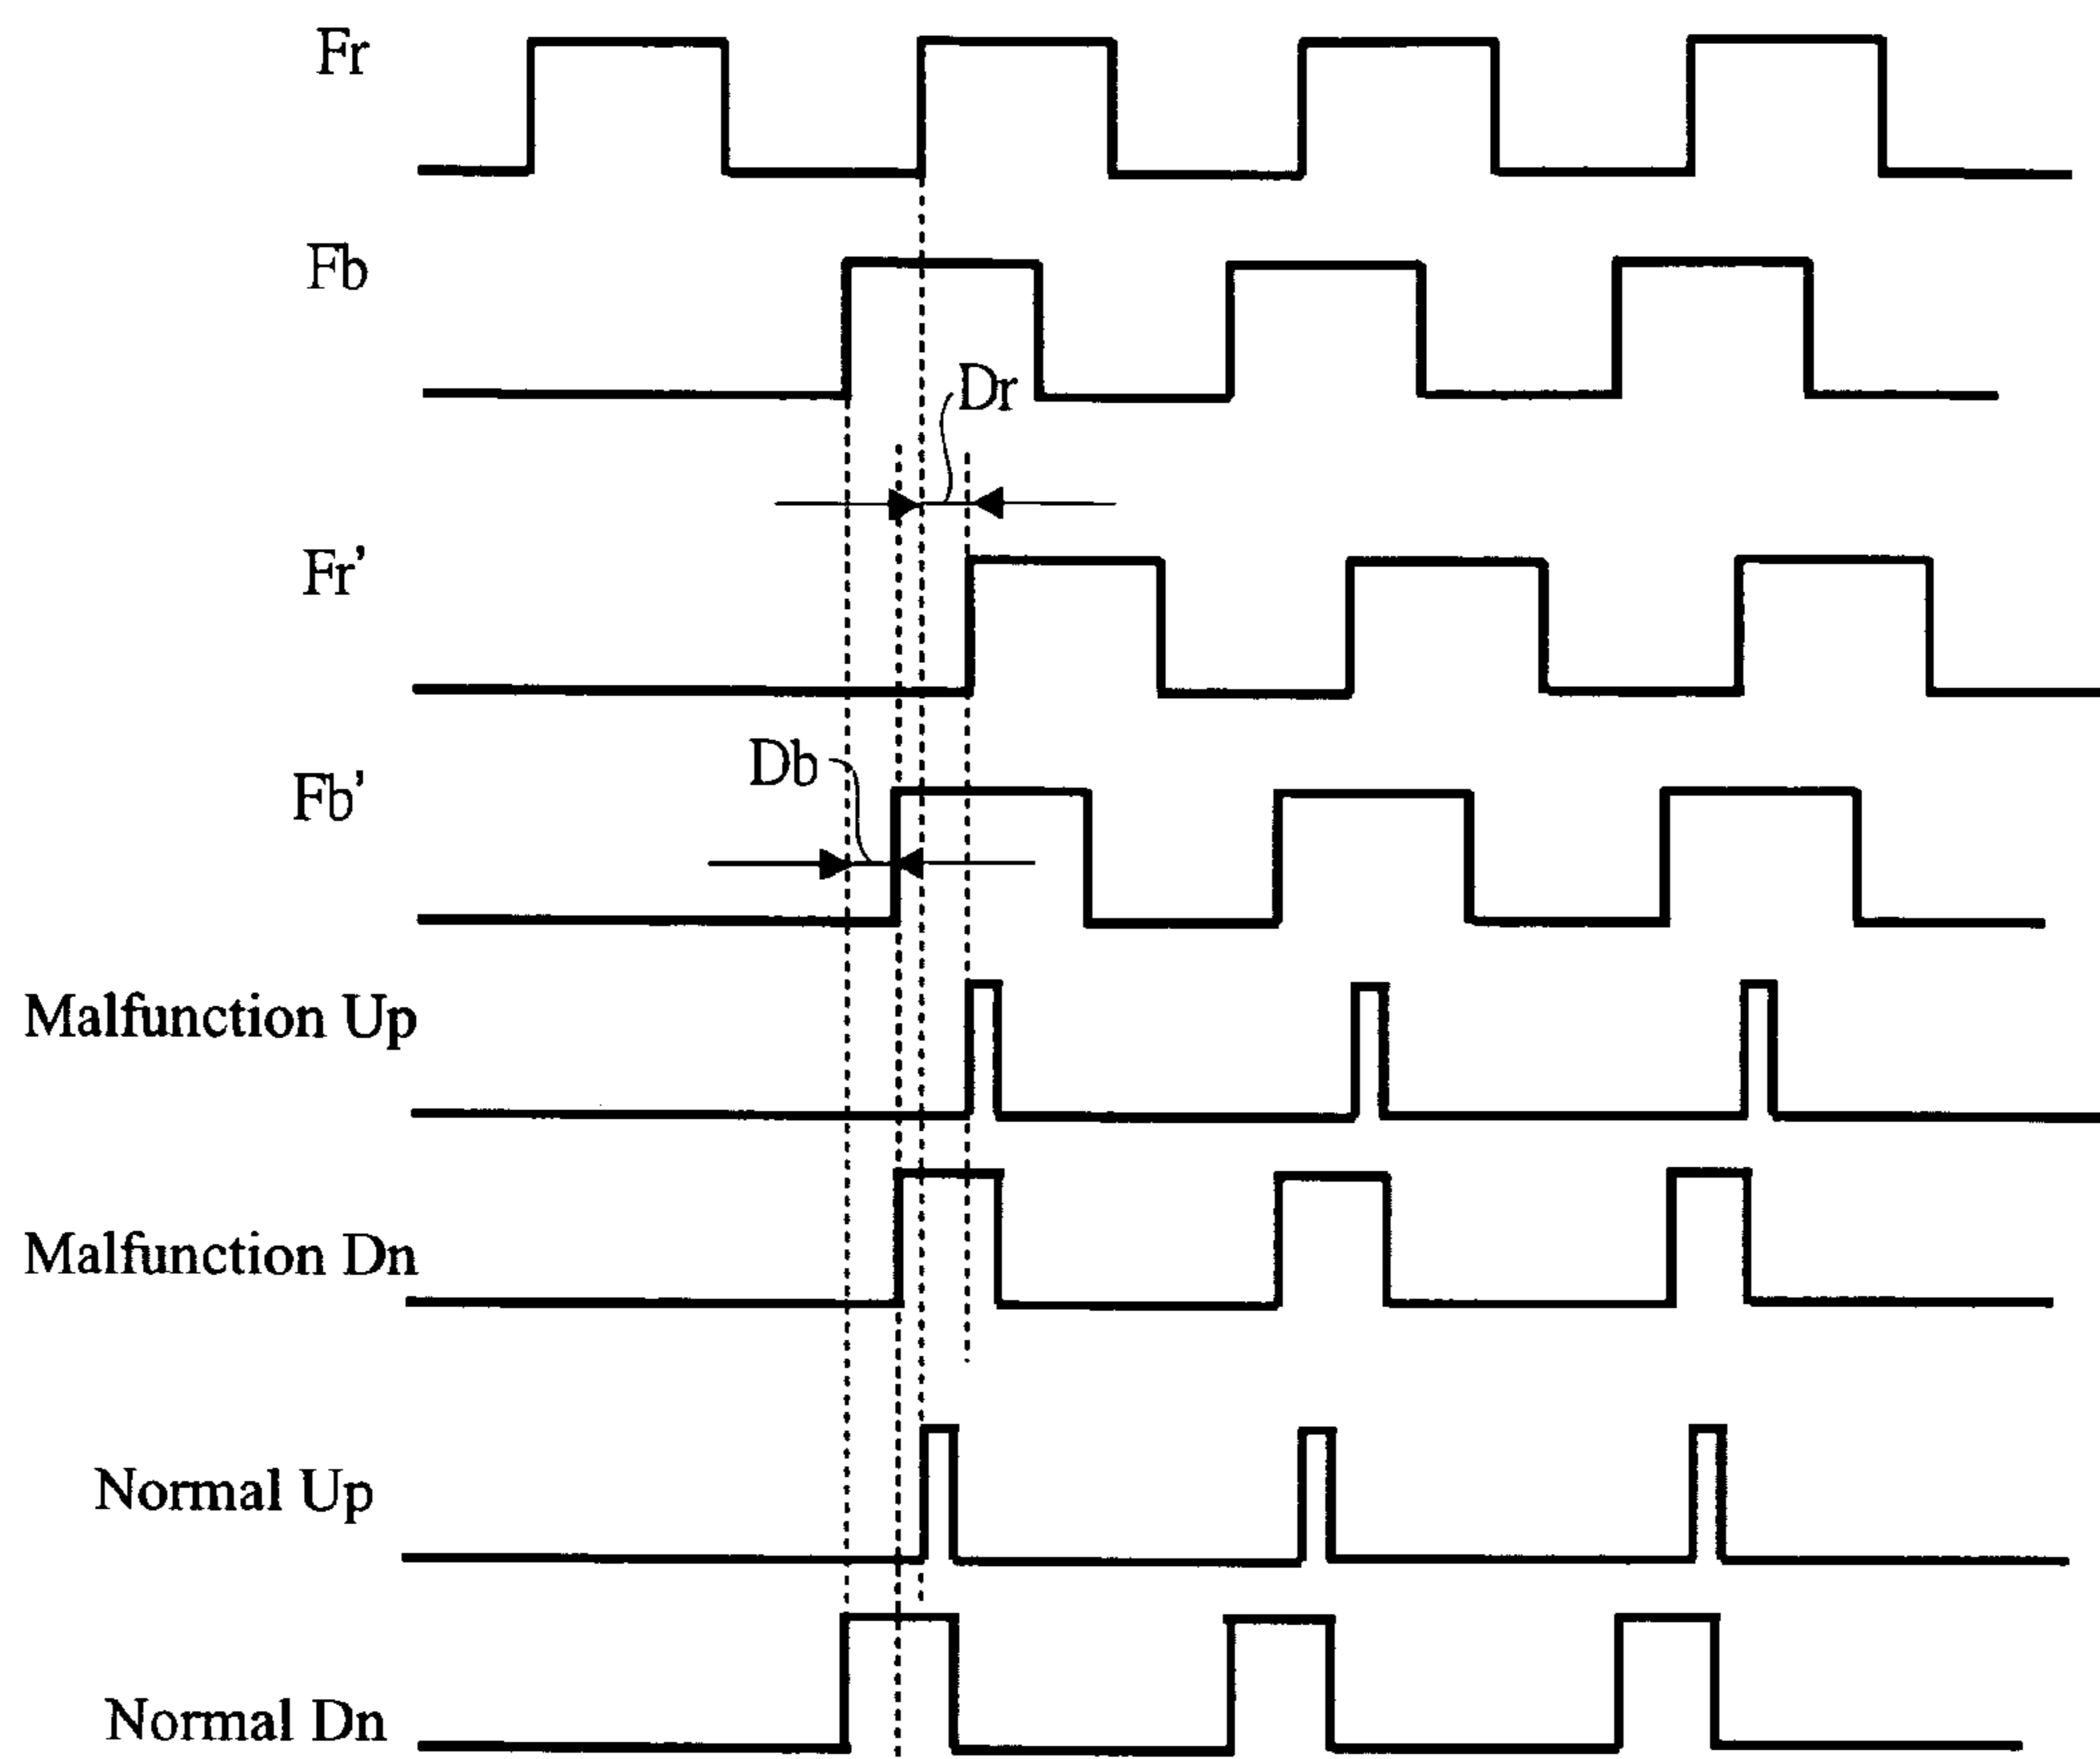 Fr
Fb
Dr
Fr’
Db
Fb’
Malfunction Up
Malfunction Dn
Normal Up
Normal Dn